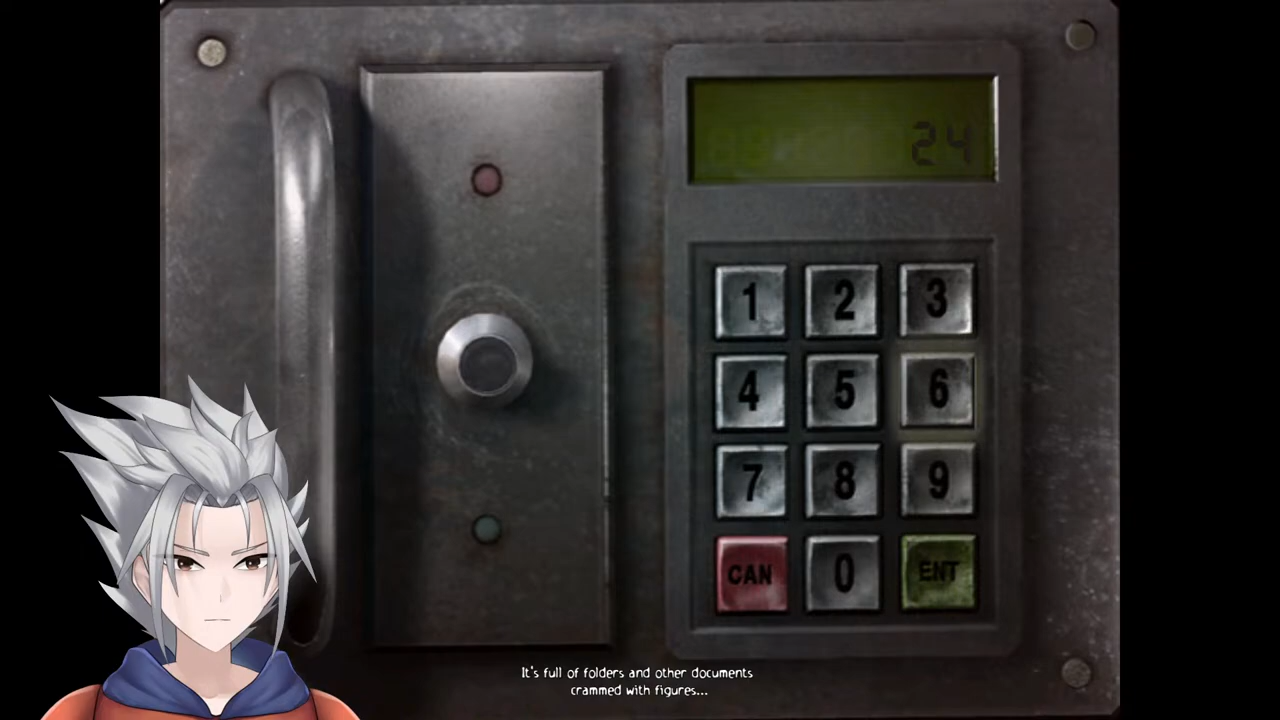 24
1 2 3
4 5 6
7 8 9
CAN 0 ENT
It's full of folders and other documents
crammed with figures...